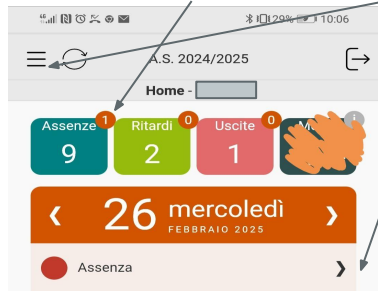 46 29% 10:06
A.S. 2024/2025
Home -
Assenze 1 Ritardi 0 Uscite 0
9 2 1
26 mercoledì
FEBBRAIO 2025
Assenza